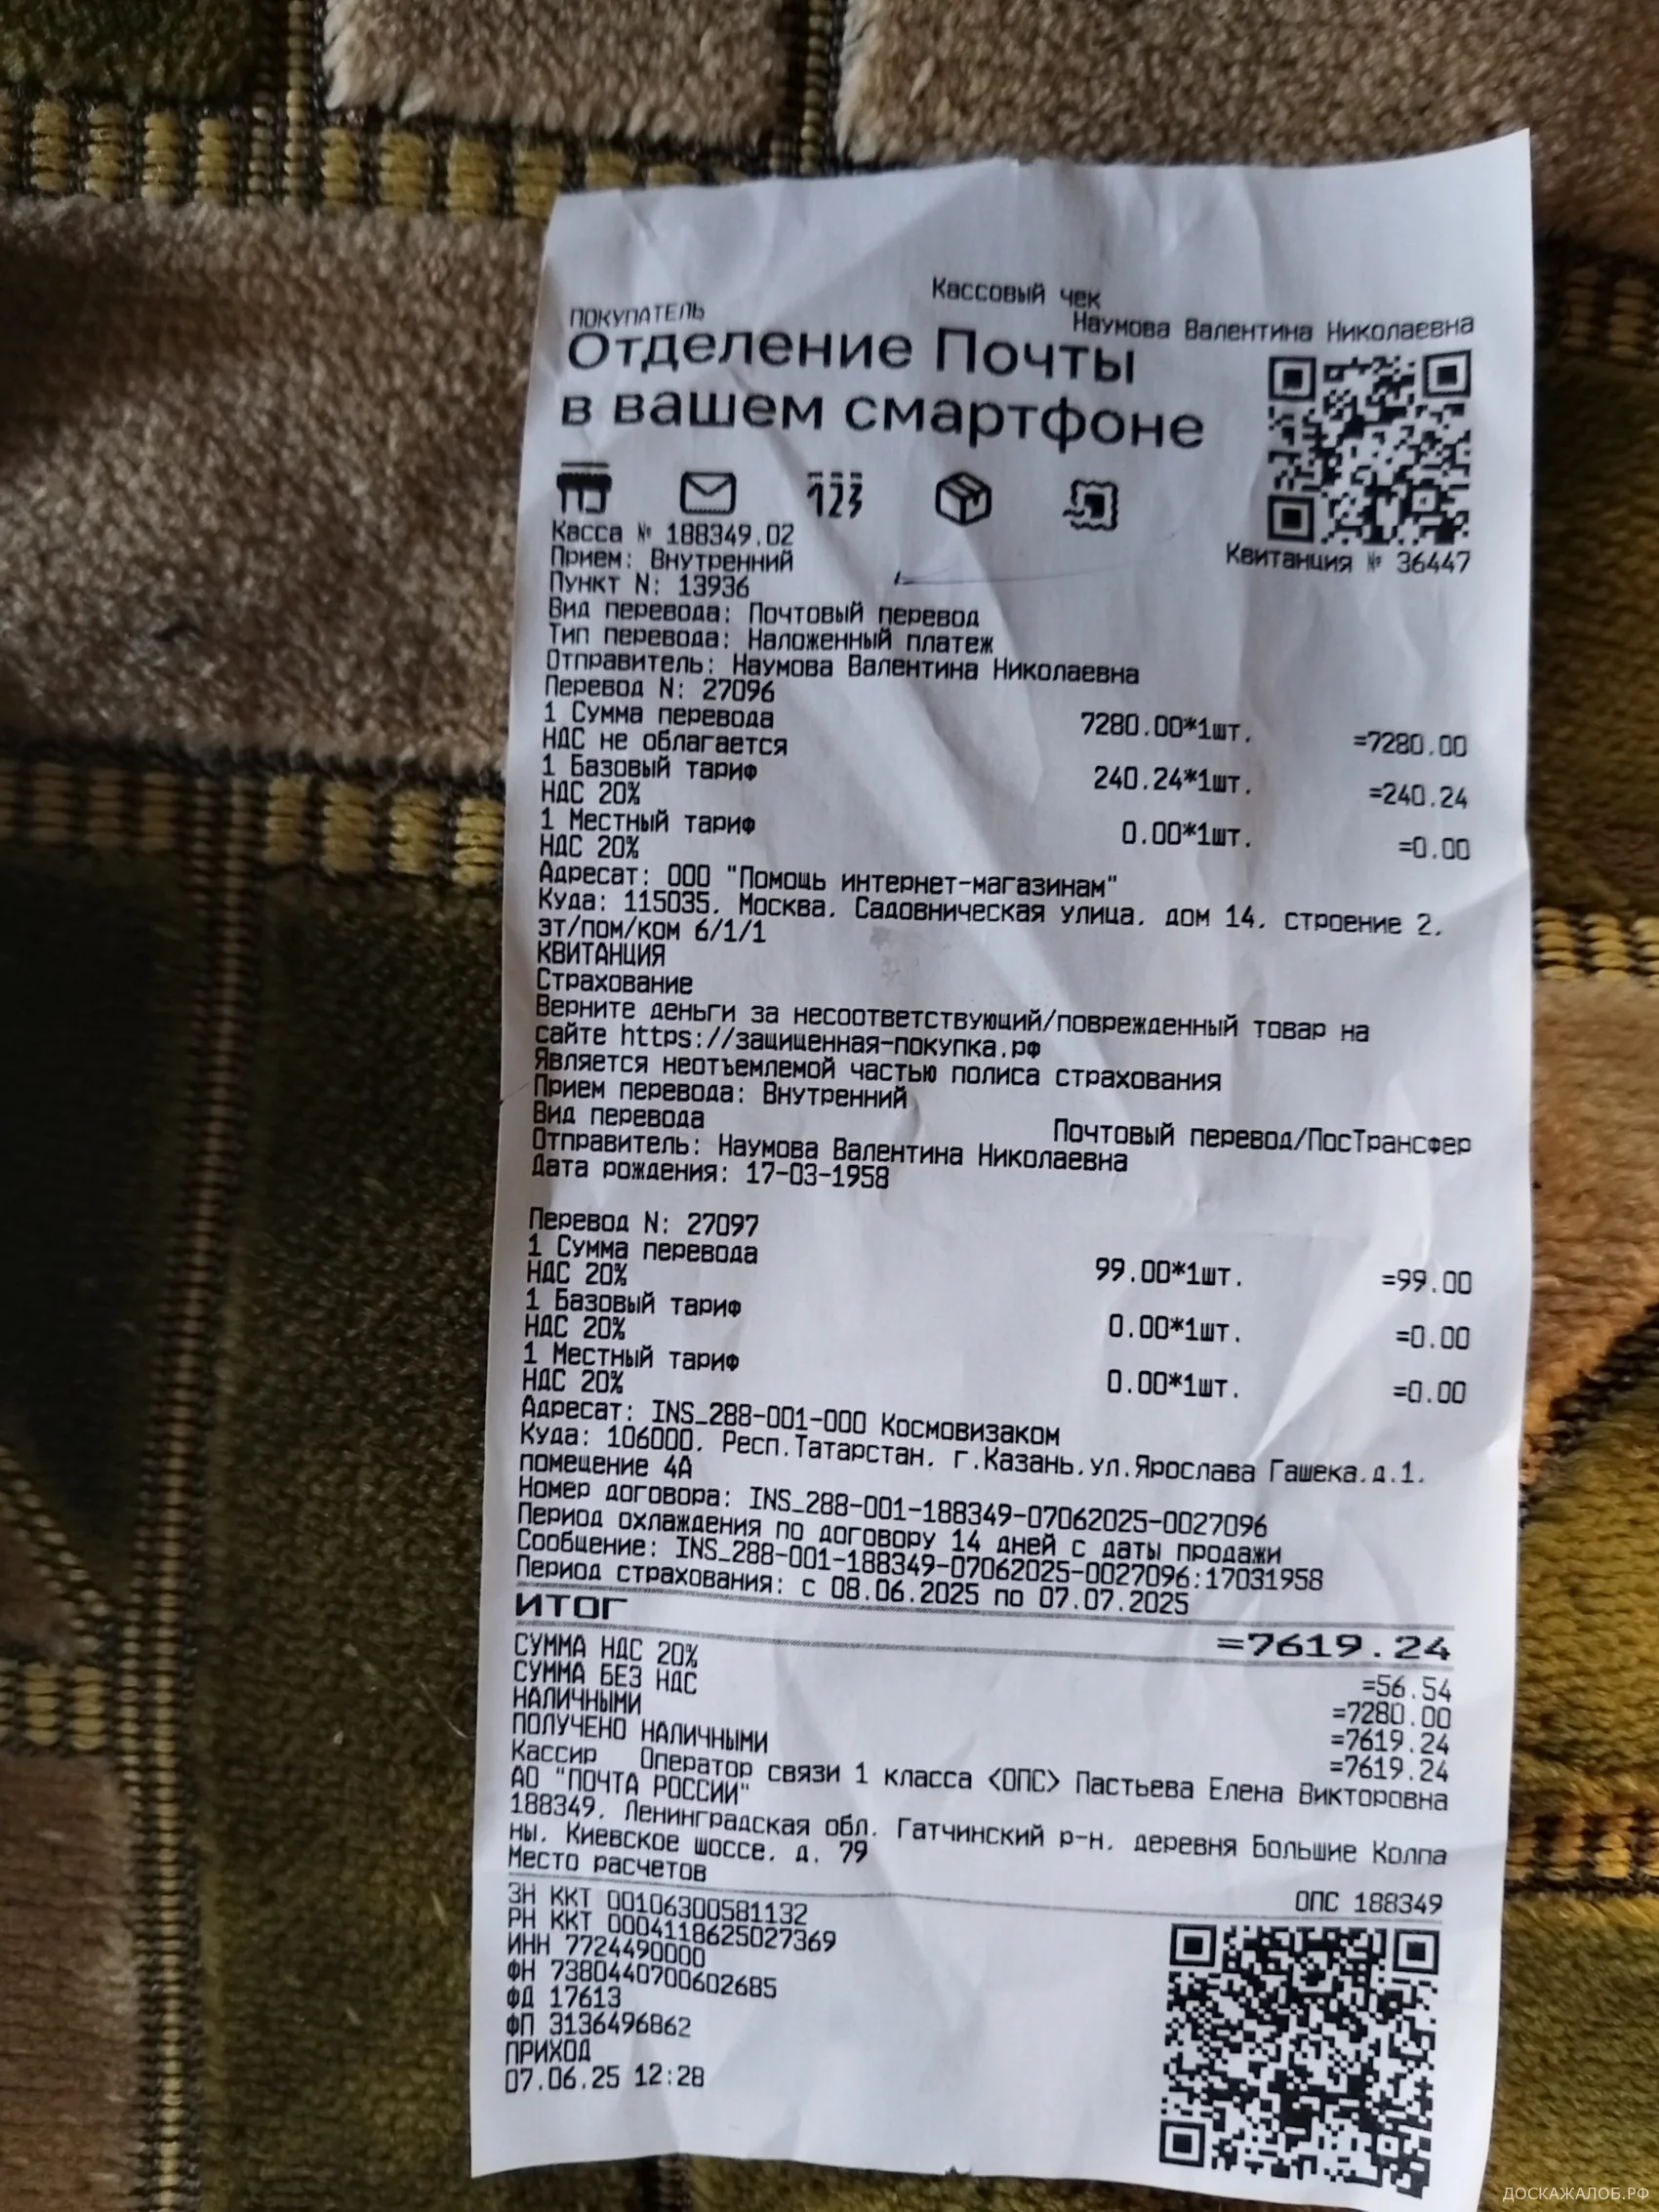 Кассовый чек
ПОКУПАТЕЛЬ Наумова Валентина Николаевна
Отделение Почты
в вашем смартфоне
123
Касса № 188349.02
Прием: Внутренний Квитанция № 36447
Пункт N: 13936
Вид перевода: Почтовый перевод
Тип перевода: Наложенный платеж
Отправитель: Наумова Валентина Николаевна
Перевод N: 27096
1 Сумма перевода 7280.00*1шт. =7280.00
НДС не облагается
1 Базовый тариф 240.24*1шт. =240.24
НДС 20%
1 Местный тариф 0.00*1шт. =0.00
НДС 20%
Адресат: ООО "Помощь интернет-магазинам"
Куда: 115035, Москва, Садовническая улица, дом 14, строение 2,
эт/пом/ком 6/1/1
КВИТАНЦИЯ
Страхование
Верните деньги за несоответствующий/поврежденный товар на
сайте https://защищенная-покупка.рф
Является неотъемлемой частью полиса страхования
Прием перевода: Внутренний
Вид перевода Почтовый перевод/ПосТрансфер
Отправитель: Наумова Валентина Николаевна
Дата рождения: 17-03-1958
Перевод N: 27097
1 Сумма перевода 99.00*1шт. =99.00
НДС 20%
1 Базовый тариф 0.00*1шт. =0.00
НДС 20%
1 Местный тариф 0.00*1шт. =0.00
НДС 20%
Адресат: INS_288-001-000 Космовизаком
Куда: 106000, Респ.Татарстан, г.Казань,ул.Ярослава Гашека,д.1,
помещение 4А
Номер договора: INS_288-001-188349-07062025-0027096
Период охлаждения по договору 14 дней с даты продажи
Сообщение: INS_288-001-188349-07062025-0027096:17031958
Период страхования: с 08.06.2025 по 07.07.2025
ИТОГ =7619.24
СУММА НДС 20% =56.54
СУММА БЕЗ НДС =7280.00
НАЛИЧНЫМИ =7619.24
ПОЛУЧЕНО НАЛИЧНЫМИ =7619.24
Кассир Оператор связи 1 класса <ОПС> Пастьева Елена Викторовна
АО "ПОЧТА РОССИИ"
188349, Ленинградская обл, Гатчинский р-н, деревня Большие Колпа
ны, Киевское шоссе, д. 79
Место расчетов ОПС 188349
ЗН ККТ 00106300581132
РН ККТ 0004118625027369
ИНН 7724490000
ФН 7380440700602685
ФД 17613
ФП 3136496862
ПРИХОД
07.06.25 12:28
ДОСКАЖАЛОБ.РФ